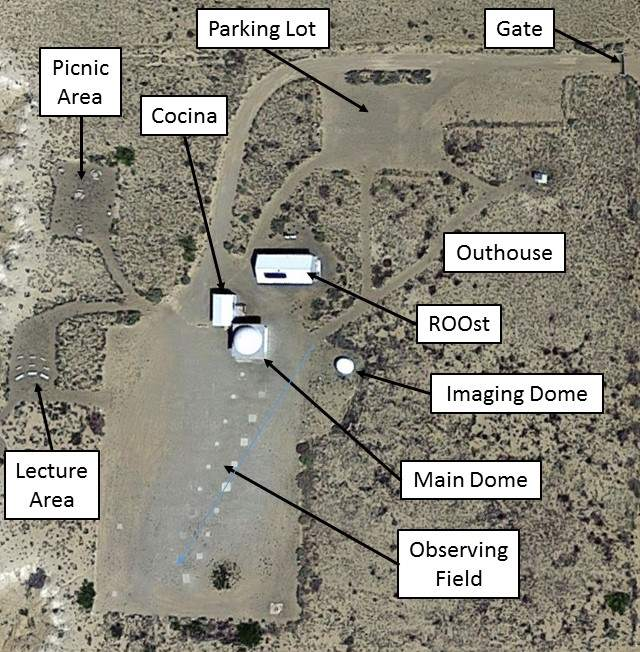 Parking Lot
Gate
Picnic
Area
Cocina
Outhouse
ROOst
Imaging Dome
Lecture
Area
Main Dome
Observing
Field